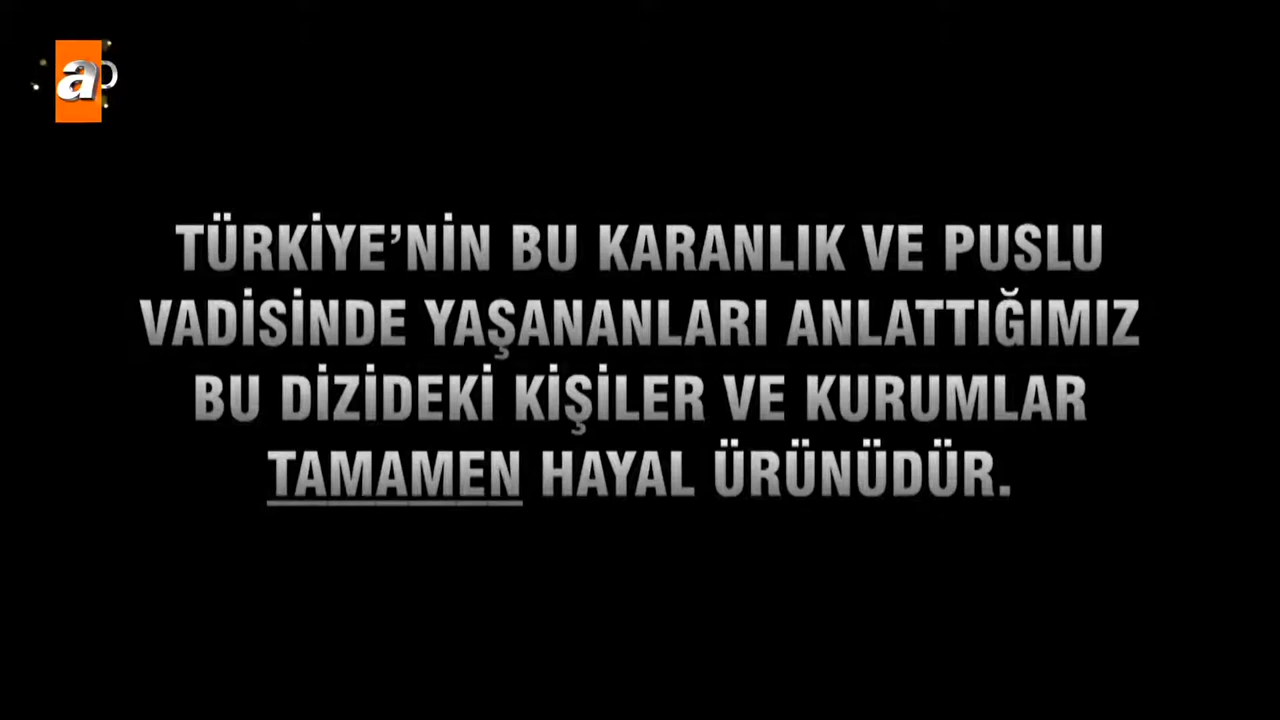 a
TÜRKİYE'NİN BU KARANLIK VE PUSLU
VADİSİNDE YAŞANANLARI ANLATTIĞIMIZ
BU DİZİDEKİ KİŞİLER VE KURUMLAR
TAMAMEN HAYAL ÜRÜNÜDÜR.